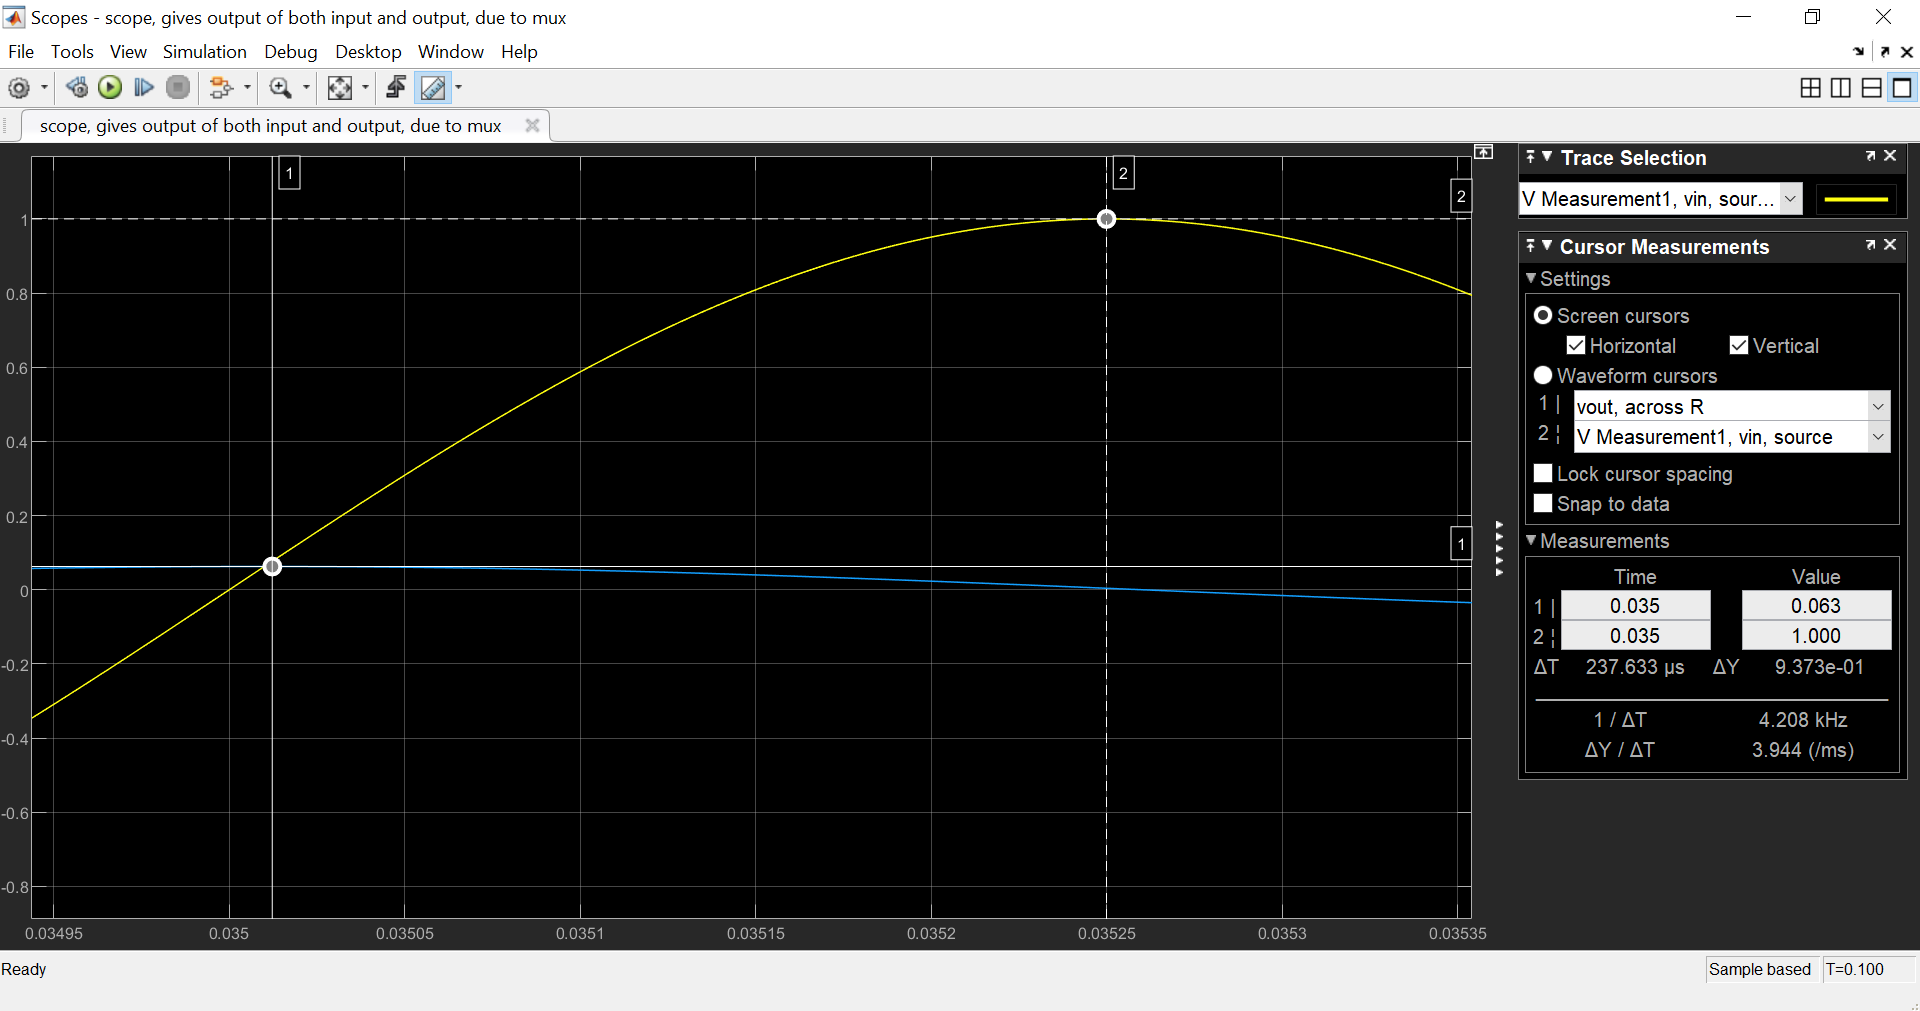 Scopes - scope, gives output of both input and output, due to mux
File Tools View Simulation Debug Desktop Window Help
scope, gives output of both input and output, due to mux
1
2
2
1
1
0.8
0.6
0.4
0.2
0
-0.2
-0.4
-0.6
-0.8
0.03495 0.035 0.03505 0.0351 0.03515 0.0352 0.03525 0.0353 0.03535
Trace Selection
V Measurement1, vin, sour...
Cursor Measurements
Settings
Screen cursors
Horizontal Vertical
Waveform cursors
1 | vout, across R
2 ¦ V Measurement1, vin, source
Lock cursor spacing
Snap to data
Measurements
Time Value
1 | 0.035 0.063
2 ¦ 0.035 1.000
ΔT 237.633 µs ΔY 9.373e-01
1 / ΔT 4.208 kHz
ΔY / ΔT 3.944 (/ms)
Ready Sample based T=0.100